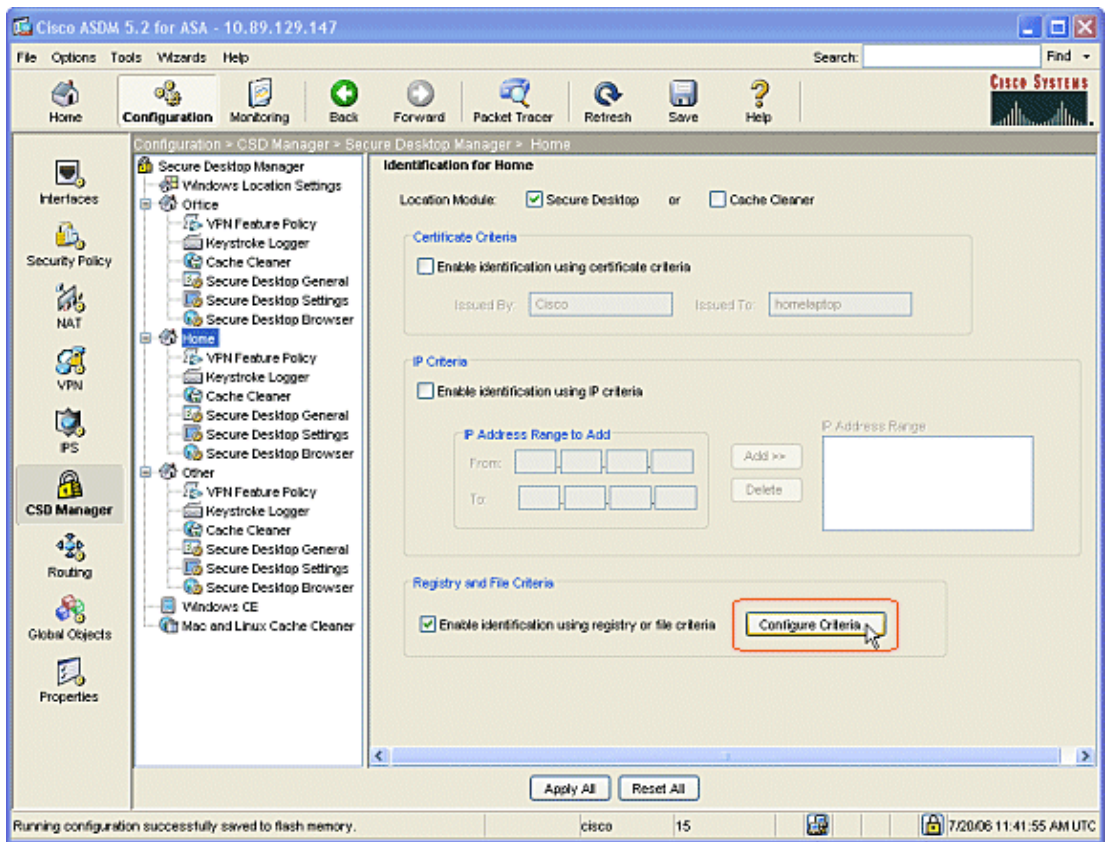 Cisco ASDM 5.2 for ASA - 10.89.129.147
File Options Tools Wizards Help Search: Find
Home Configuration Monitoring Back Forward Packet Tracer Refresh Save Help
CISCO SYSTEMS
Configuration > CSD Manager > Secure Desktop Manager > Home
Interfaces
Security Policy
NAT
VPN
IPS
CSD Manager
Routing
Global Objects
Properties
Secure Desktop Manager
Windows Location Settings
Office
VPN Feature Policy
Keystroke Logger
Cache Cleaner
Secure Desktop General
Secure Desktop Settings
Secure Desktop Browser
Home
VPN Feature Policy
Keystroke Logger
Cache Cleaner
Secure Desktop General
Secure Desktop Settings
Secure Desktop Browser
Other
VPN Feature Policy
Keystroke Logger
Cache Cleaner
Secure Desktop General
Secure Desktop Settings
Secure Desktop Browser
Windows CE
Mac and Linux Cache Cleaner
Identification for Home
Location Module: Secure Desktop or Cache Cleaner
Certificate Criteria
Enable identification using certificate criteria
Issued By: Cisco Issued To: homelaptop
IP Criteria
Enable identification using IP criteria
IP Address Range to Add
From:
To:
Add >>
Delete
IP Address Range
Registry and File Criteria
Enable identification using registry or file criteria
Configure Criteria...
Apply All Reset All
Running configuration successfully saved to flash memory. cisco 15 7/20/06 11:41:55 AM UTC